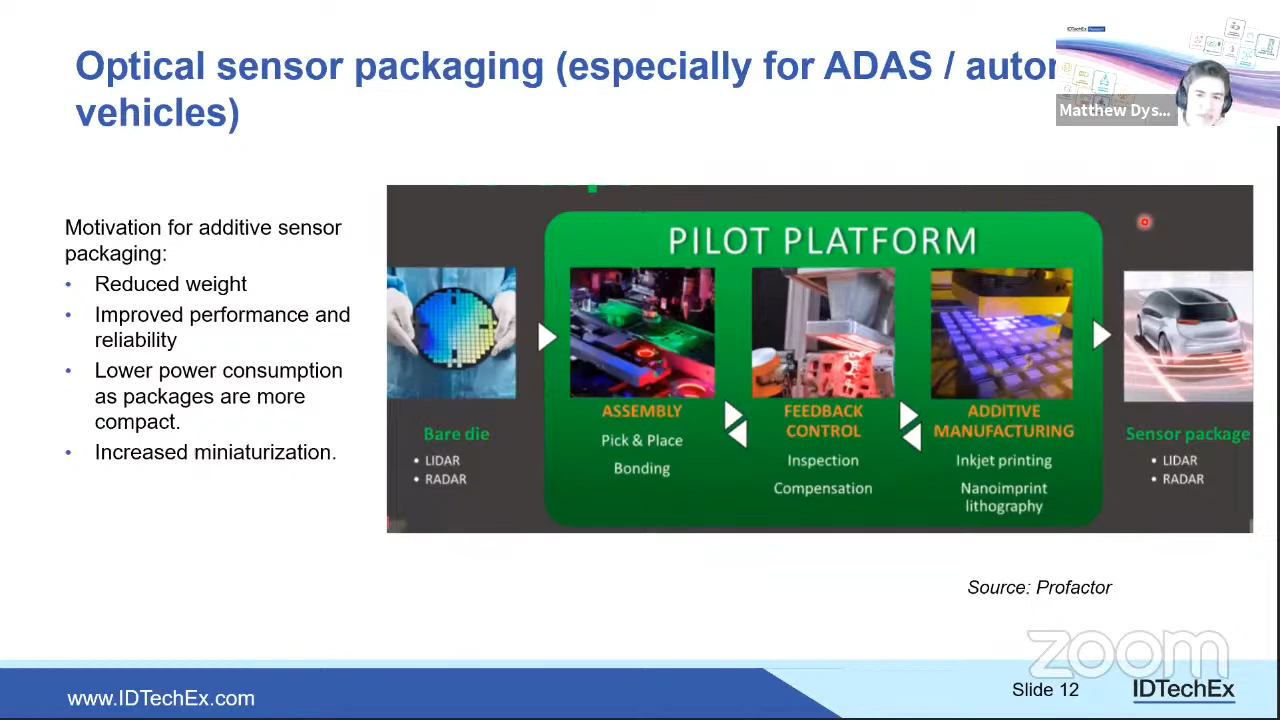 Optical sensor packaging (especially for ADAS / auto
vehicles)
IDTechEx
Matthew Dys...
Motivation for additive sensor
packaging:
• Reduced weight
• Improved performance and
reliability
• Lower power consumption
as packages are more
compact.
• Increased miniaturization.
PILOT PLATFORM
Bare die
• LIDAR
• RADAR
ASSEMBLY
Pick & Place
Bonding
FEEDBACK
CONTROL
Inspection
Compensation
ADDITIVE
MANUFACTURING
Inkjet printing
Nanoimprint
lithography
Sensor package
• LIDAR
• RADAR
Source: Profactor
zoom
www.IDTechEx.com
Slide 12
IDTechEx